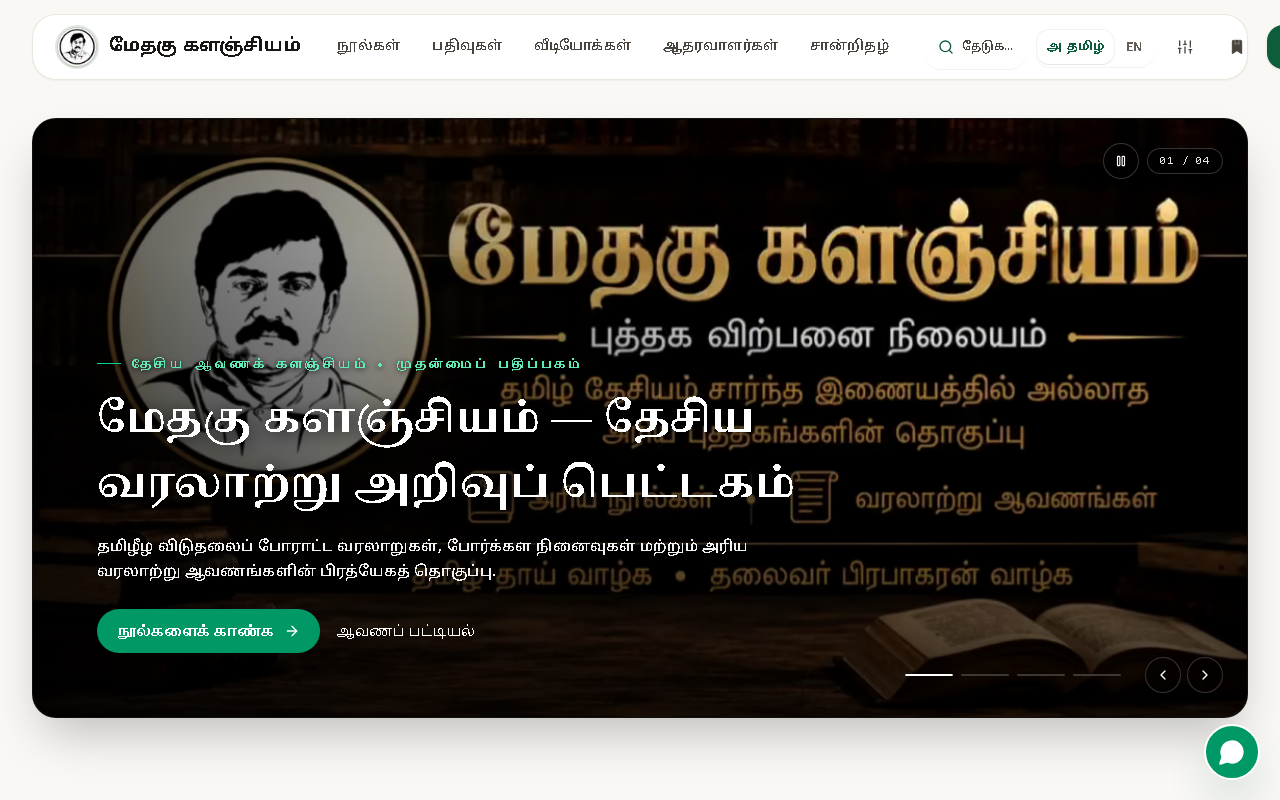 மேதகு களஞ்சியம்
நூல்கள்
பதிவுகள்
வீடியோக்கள்
ஆதரவாளர்கள்
சான்றிதழ்
தேடுக...
அ தமிழ்
EN
01 / 04
மேதகு களஞ்சியம்
புத்தக விற்பனை நிலையம்
தமிழ் தேசியம் சார்ந்த இணையத்தில் அல்லாத
அரிய புத்தகங்களின் தொகுப்பு
அரிய நூல்கள் • வரலாற்று ஆவணங்கள்
தமிழ்த்தாய் வாழ்க • தலைவர் பிரபாகரன் வாழ்க
தேசிய ஆவணக் களஞ்சியம் • முதன்மைப் பதிப்பகம்
மேதகு களஞ்சியம் — தேசிய
வரலாற்று அறிவுப் பெட்டகம்
தமிழீழ விடுதலைப் போராட்ட வரலாறுகள், போர்க்கள நினைவுகள் மற்றும் அரிய
வரலாற்று ஆவணங்களின் பிரத்யேகத் தொகுப்பு.
நூல்களைக் காண்க →
ஆவணப் பட்டியல்